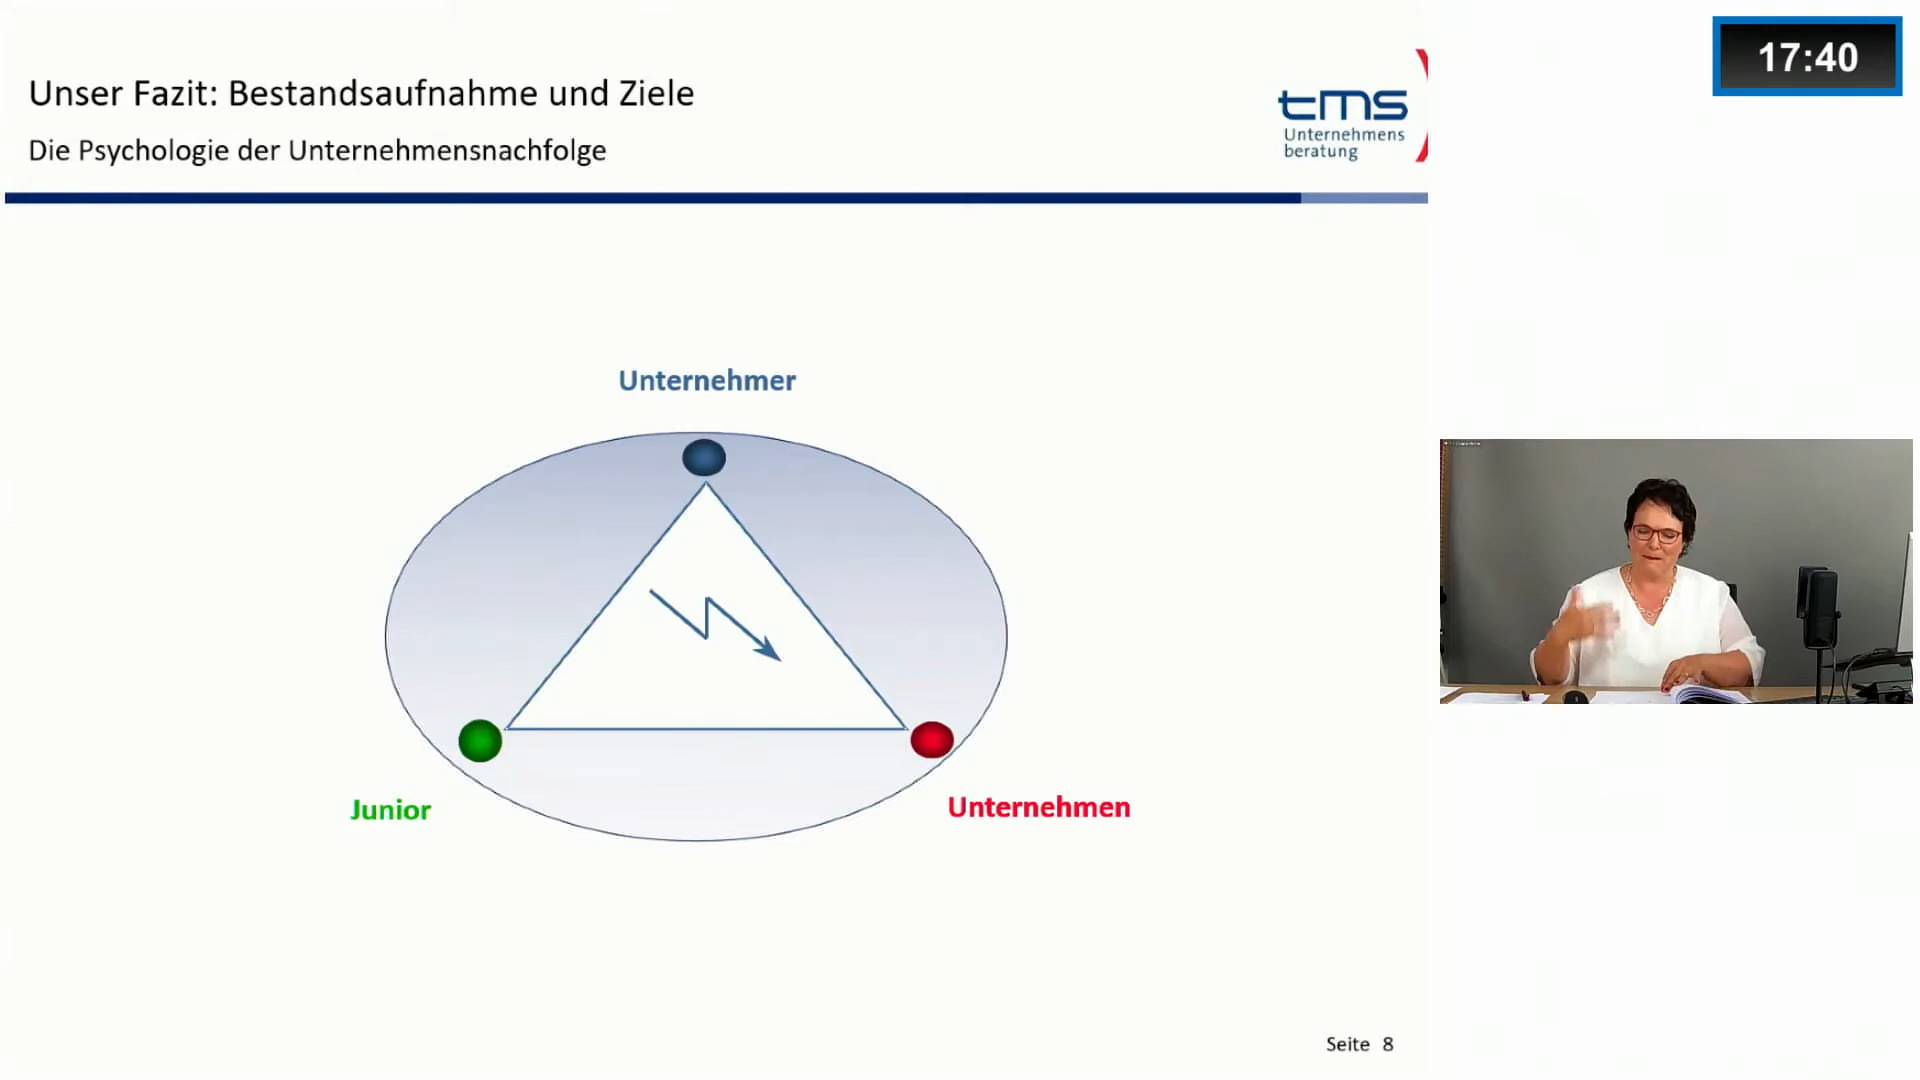 Unser Fazit: Bestandsaufnahme und Ziele
Die Psychologie der Unternehmensnachfolge
tms
Unternehmens
beratung
17:40
Unternehmer
Junior
Unternehmen
Seite 8